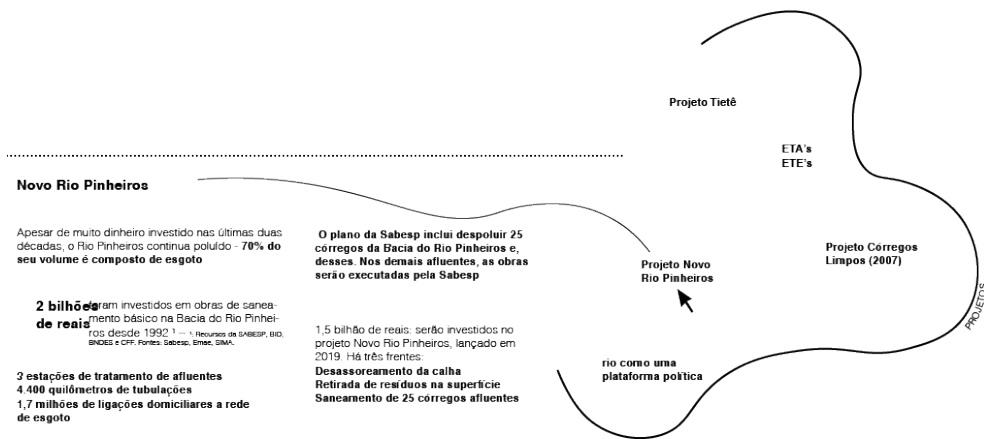 Novo Rio Pinheiros
Apesar de muito dinheiro investido nas últimas duas
décadas, o Rio Pinheiros continua poluído - 70% do
seu volume é composto de esgoto
2 bilhões
de reais
foram investidos em obras de sanea-
mento básico na Bacia do Rio Pinhei-
ros desde 1992 ¹ — ¹· Recursos da SABESP, BID,
BNDES e CFF. Fontes: Sabesp, Emae, SIMA.
3 estações de tratamento de afluentes
4.400 quilômetros de tubulações
1,7 milhões de ligações domiciliares a rede
de esgoto
O plano da Sabesp inclui despoluir 25
córregos da Bacia do Rio Pinheiros e,
desses. Nos demais afluentes, as obras
serão executadas pela Sabesp
1,5 bilhão de reais: serão investidos no
projeto Novo Rio Pinheiros, lançado em
2019. Há três frentes:
Desassoreamento da calha
Retirada de resíduos na superfície
Saneamento de 25 córregos afluentes
Projeto Tietê
ETA's
ETE's
Projeto Novo
Rio Pinheiros
Projeto Córregos
Limpos (2007)
rio como uma
plataforma política
PROJETOS